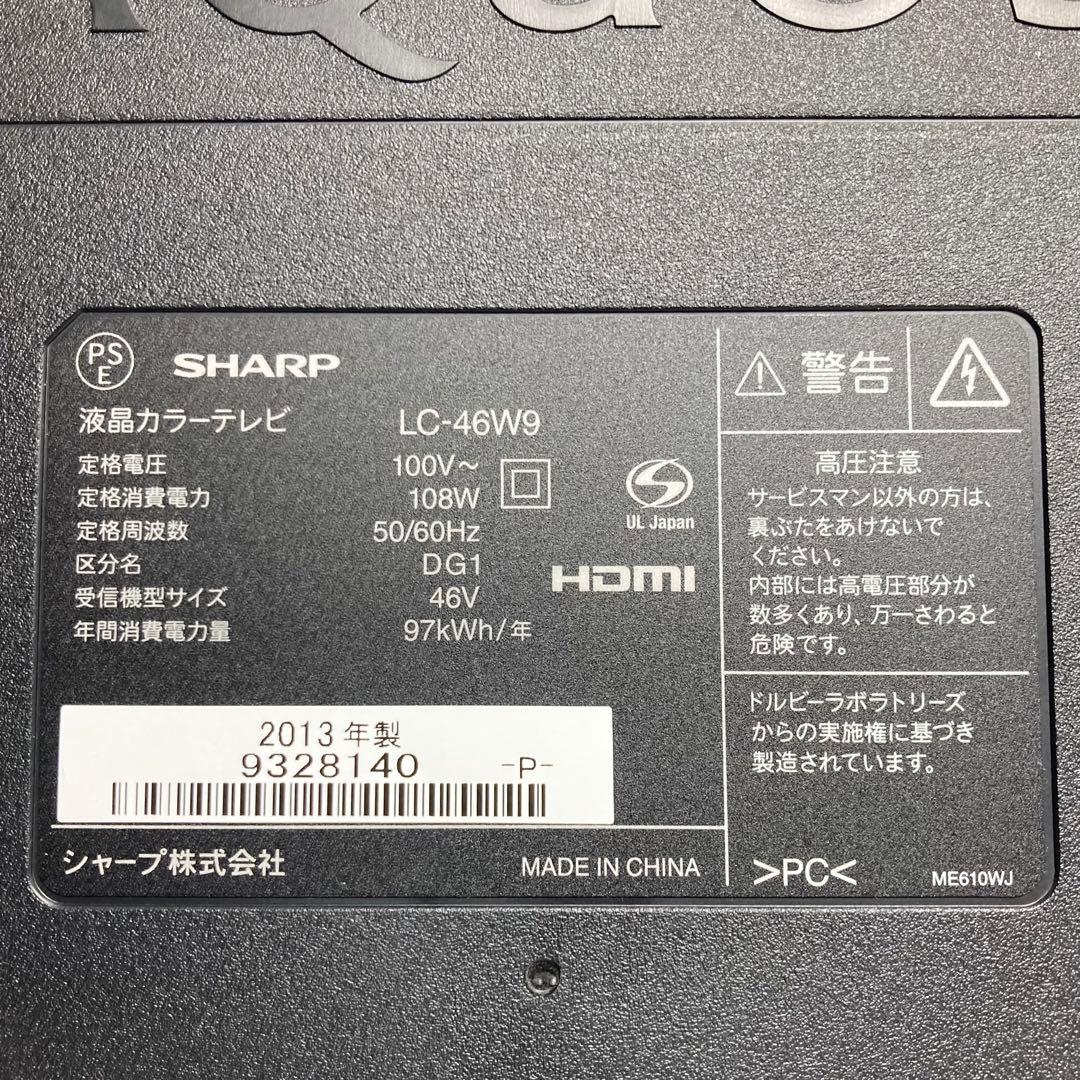 PS
E
SHARP
液晶カラーテレビ LC-46W9
定格電圧 100V～
定格消費電力 108W
定格周波数 50/60Hz
区分名 DG1
受信機型サイズ 46V
年間消費電力量 97kWh/年
UL Japan
HDMI
2013年製
9328140 -P-
シャープ株式会社 MADE IN CHINA
警告
高圧注意
サービスマン以外の方は、
裏ぶたをあけないで
ください。
内部には高電圧部分が
数多くあり、万一さわると
危険です。
ドルビーラボラトリーズ
からの実施権に基づき
製造されています。
>PC< ME610WJ